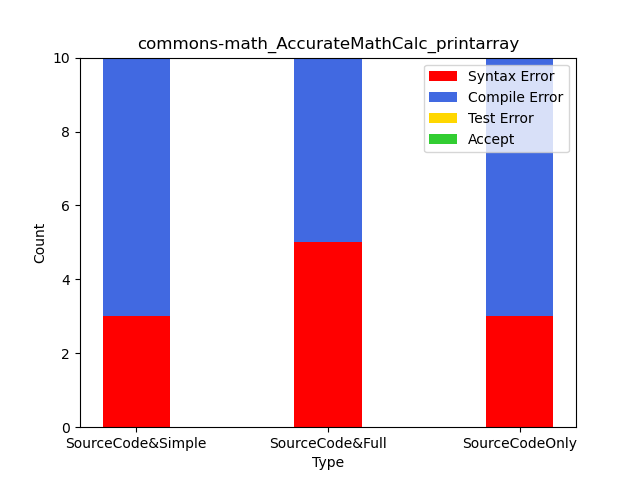 commons-math_AccurateMathCalc_printarray
10
8
6
4
2
0
Count
Syntax Error
Compile Error
Test Error
Accept
SourceCode&Simple
SourceCode&Full
SourceCodeOnly
Type